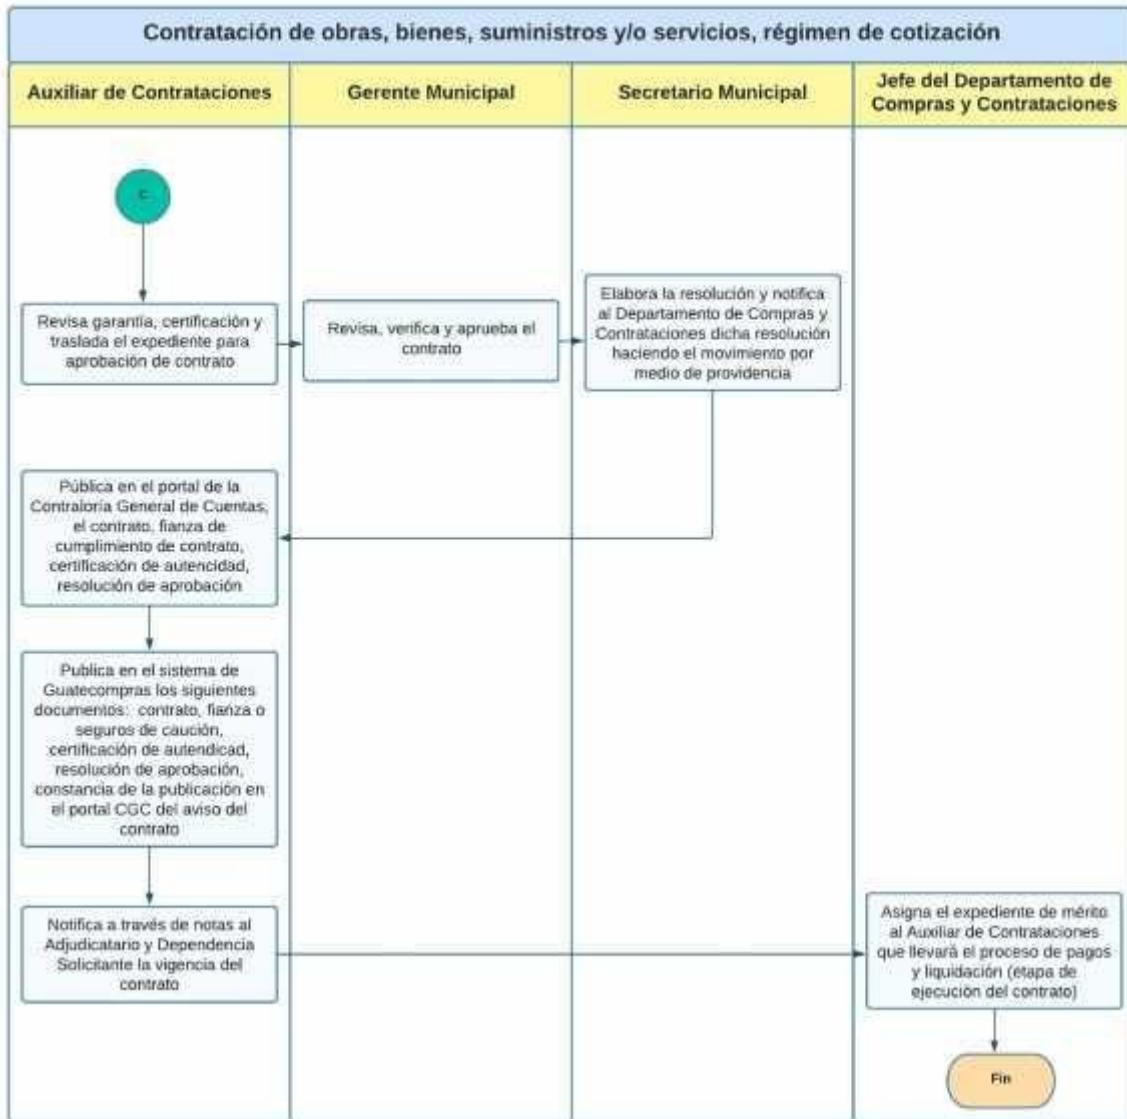 Contratación de obras, bienes, suministros y/o servicios, régimen de cotización
Auxiliar de Contrataciones
Gerente Municipal
Secretario Municipal
Jefe del Departamento de
Compras y Contrataciones
C
Revisa garantía, certificación y
traslada el expediente para
aprobación de contrato
Revisa, verifica y aprueba el
contrato
Elabora la resolución y notifica
al Departamento de Compras y
Contrataciones dicha resolución
haciendo el movimiento por
medio de providencia
Pública en el portal de la
Contraloría General de Cuentas,
el contrato, fianza de
cumplimiento de contrato,
certificación de autencidad,
resolución de aprobación
Publica en el sistema de
Guatecompras los siguientes
documentos: contrato, fianza o
seguros de caución,
certificación de autendicad,
resolución de aprobación,
constancia de la publicación en
el portal CGC del aviso del
contrato
Notifica a través de notas al
Adjudicatario y Dependencia
Solicitante la vigencia del
contrato
Asigna el expediente de mérito
al Auxiliar de Contrataciones
que llevará el proceso de pagos
y liquidación (etapa de
ejecución del contrato)
Fin